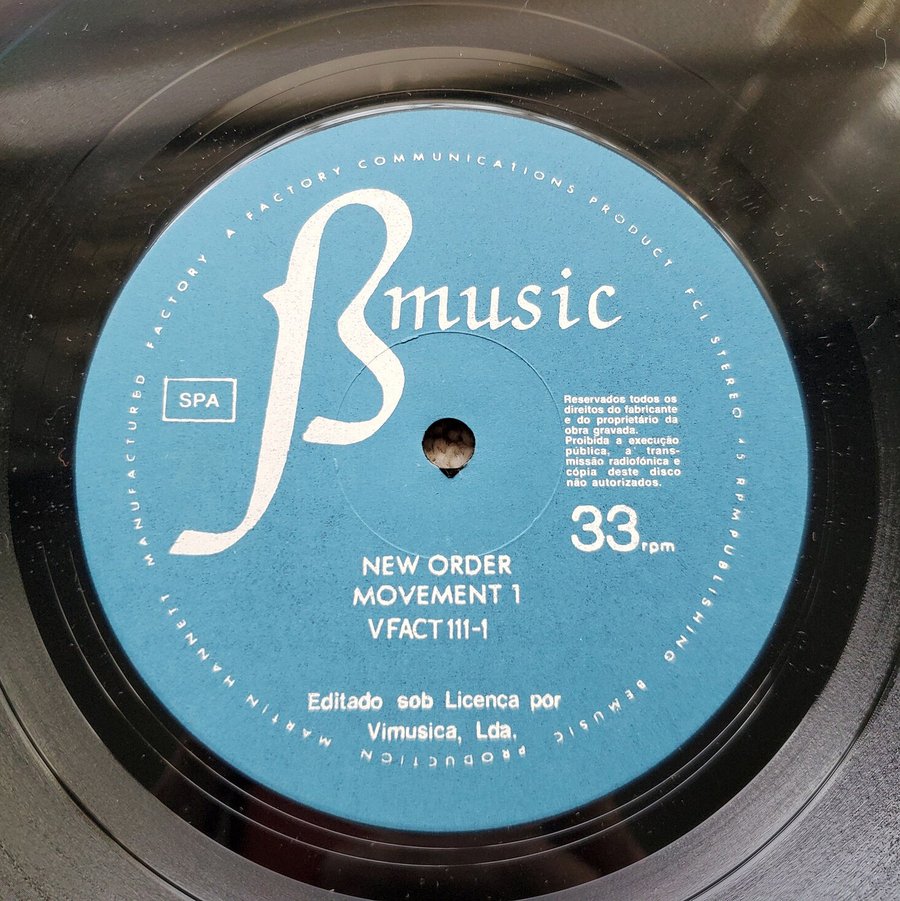 MANUFACTURED FACTORY A FACTORY COMMUNICATIONS PRODUCT FCL STEREO 45 RPM PUBLISHING BEMUSIC PRODUCTION MARTIN HANNETT
βmusic
SPA
Reservados todos os
direitos do fabricante
e do proprietário da
obra gravada.
Proibida a execução
pública, a trans-
missão radiofónica e
cópia deste disco
não autorizados.
33rpm
NEW ORDER
MOVEMENT 1
VFACT 111-1
Editado sob Licença por
Vimusica, Lda.